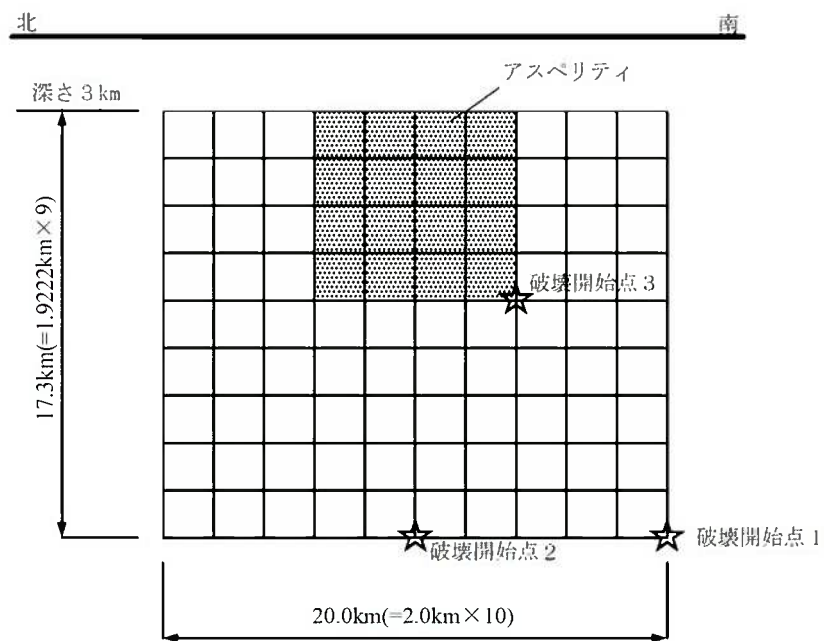 北
南
アスペリティ
深さ3km
破壊開始点3
17.3km(=1.9222km×9)
破壊開始点2
破壊開始点1
20.0km(=2.0km×10)